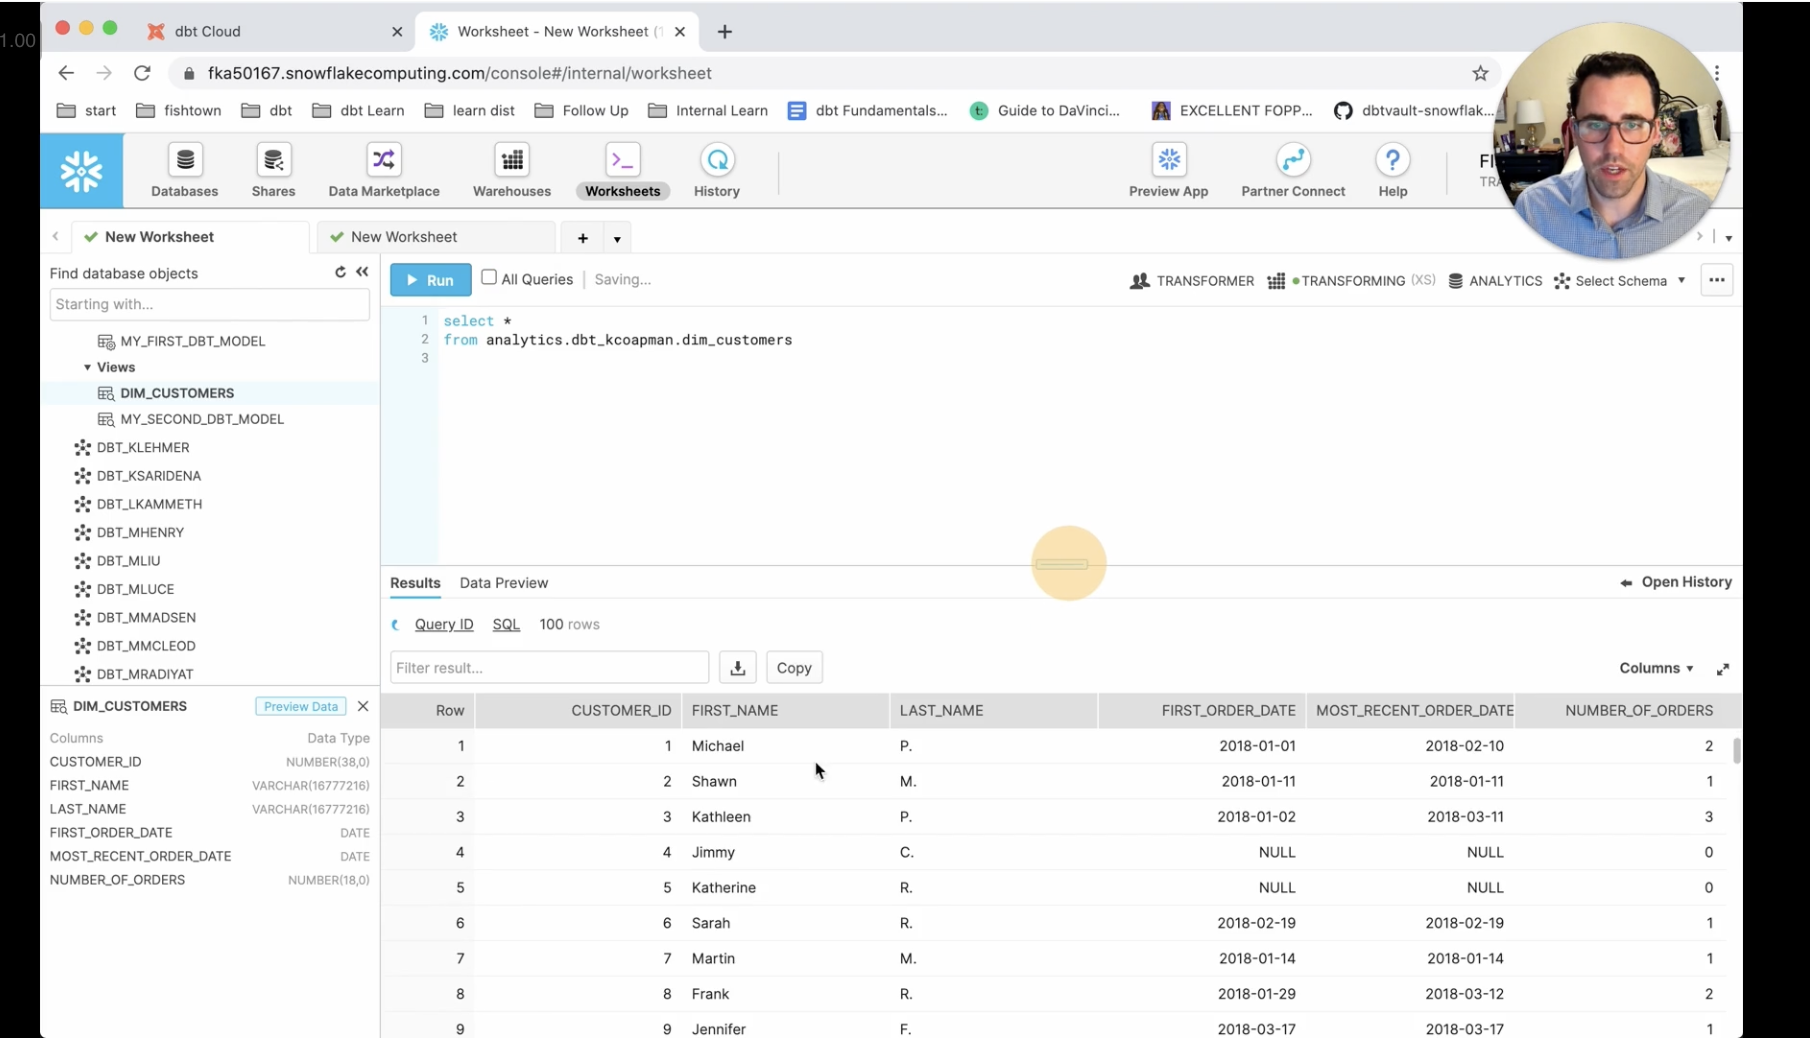 1.00
dbt Cloud
Worksheet - New Worksheet (1
fka50167.snowflakecomputing.com/console#/internal/worksheet
start fishtown dbt dbt Learn learn dist Follow Up Internal Learn dbt Fundamentals... Guide to DaVinci... EXCELLENT FOPP... dbtvault-snowflak...
Databases Shares Data Marketplace Warehouses Worksheets History Preview App Partner Connect Help
New Worksheet New Worksheet
Find database objects
Starting with...
MY_FIRST_DBT_MODEL
Views
DIM_CUSTOMERS
MY_SECOND_DBT_MODEL
DBT_KLEHMER
DBT_KSARIDENA
DBT_LKAMMETH
DBT_MHENRY
DBT_MLIU
DBT_MLUCE
DBT_MMADSEN
DBT_MMCLEOD
DBT_MRADIYAT
DIM_CUSTOMERS Preview Data
Columns Data Type
CUSTOMER_ID NUMBER(38,0)
FIRST_NAME VARCHAR(16777216)
LAST_NAME VARCHAR(16777216)
FIRST_ORDER_DATE DATE
MOST_RECENT_ORDER_DATE DATE
NUMBER_OF_ORDERS NUMBER(18,0)
Run All Queries Saving... TRANSFORMER TRANSFORMING (XS) ANALYTICS Select Schema
1 select *
2 from analytics.dbt_kcoapman.dim_customers
3
Results Data Preview Open History
Query ID SQL 100 rows
Filter result... Copy Columns
Row CUSTOMER_ID FIRST_NAME LAST_NAME FIRST_ORDER_DATE MOST_RECENT_ORDER_DATE NUMBER_OF_ORDERS
1 1 Michael P. 2018-01-01 2018-02-10 2
2 2 Shawn M. 2018-01-11 2018-01-11 1
3 3 Kathleen P. 2018-01-02 2018-03-11 3
4 4 Jimmy C. NULL NULL 0
5 5 Katherine R. NULL NULL 0
6 6 Sarah R. 2018-02-19 2018-02-19 1
7 7 Martin M. 2018-01-14 2018-01-14 1
8 8 Frank R. 2018-01-29 2018-03-12 2
9 9 Jennifer F. 2018-03-17 2018-03-17 1